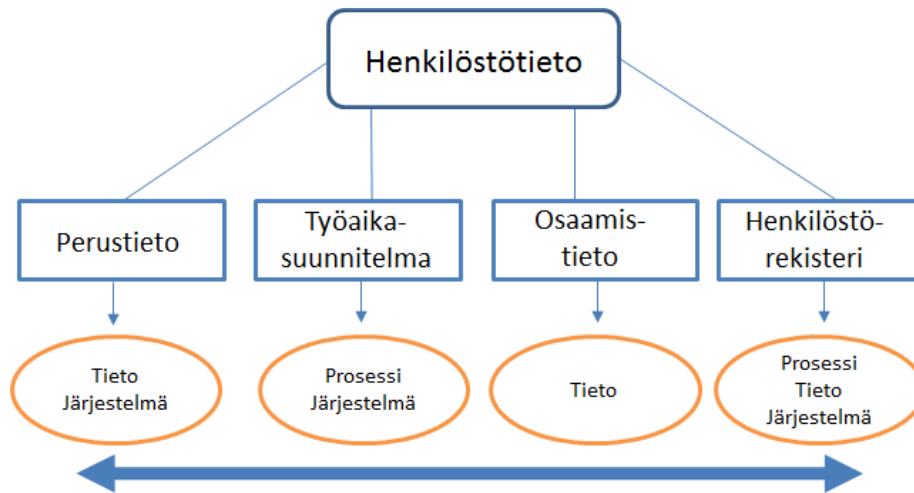 Henkilöstötieto
Perustieto
Työaika-
suunnitelma
Osaamis-
tieto
Henkilöstö-
rekisteri
Tieto
Järjestelmä
Prosessi
Järjestelmä
Tieto
Prosessi
Tieto
Järjestelmä